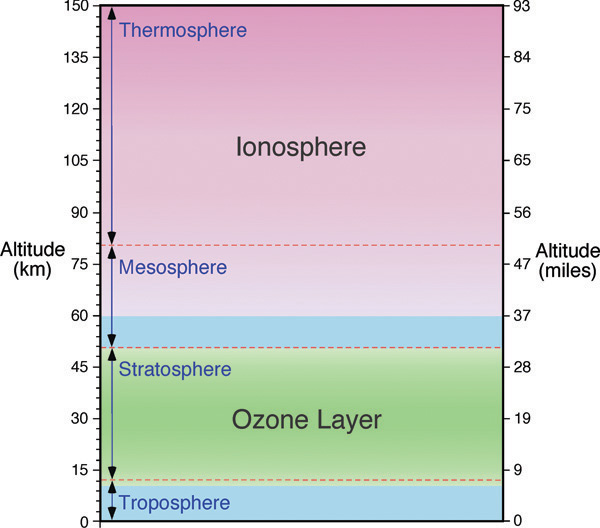 150
135
120
105
90
75
60
45
30
15
0
Altitude
(km)
Thermosphere
Ionosphere
Mesosphere
Stratosphere
Ozone Layer
Troposphere
93
84
75
65
56
47
37
28
19
9
0
Altitude
(miles)